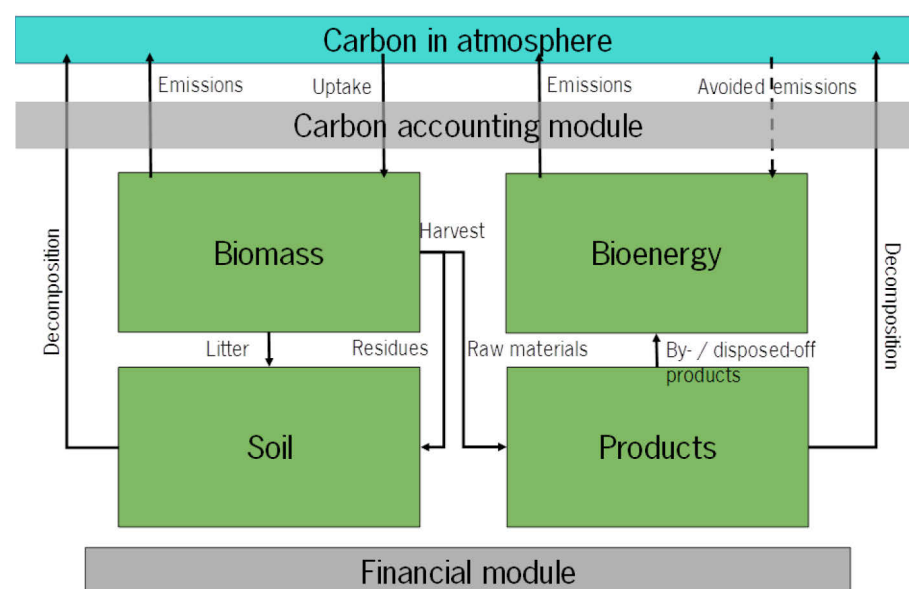 Carbon in atmosphere
Emissions
Uptake
Emissions
Avoided emissions
Carbon accounting module
Biomass
Harvest
Bioenergy
Decomposition
Decomposition
Litter
Residues
Raw materials
By- / disposed-off
products
Soil
Products
Financial module